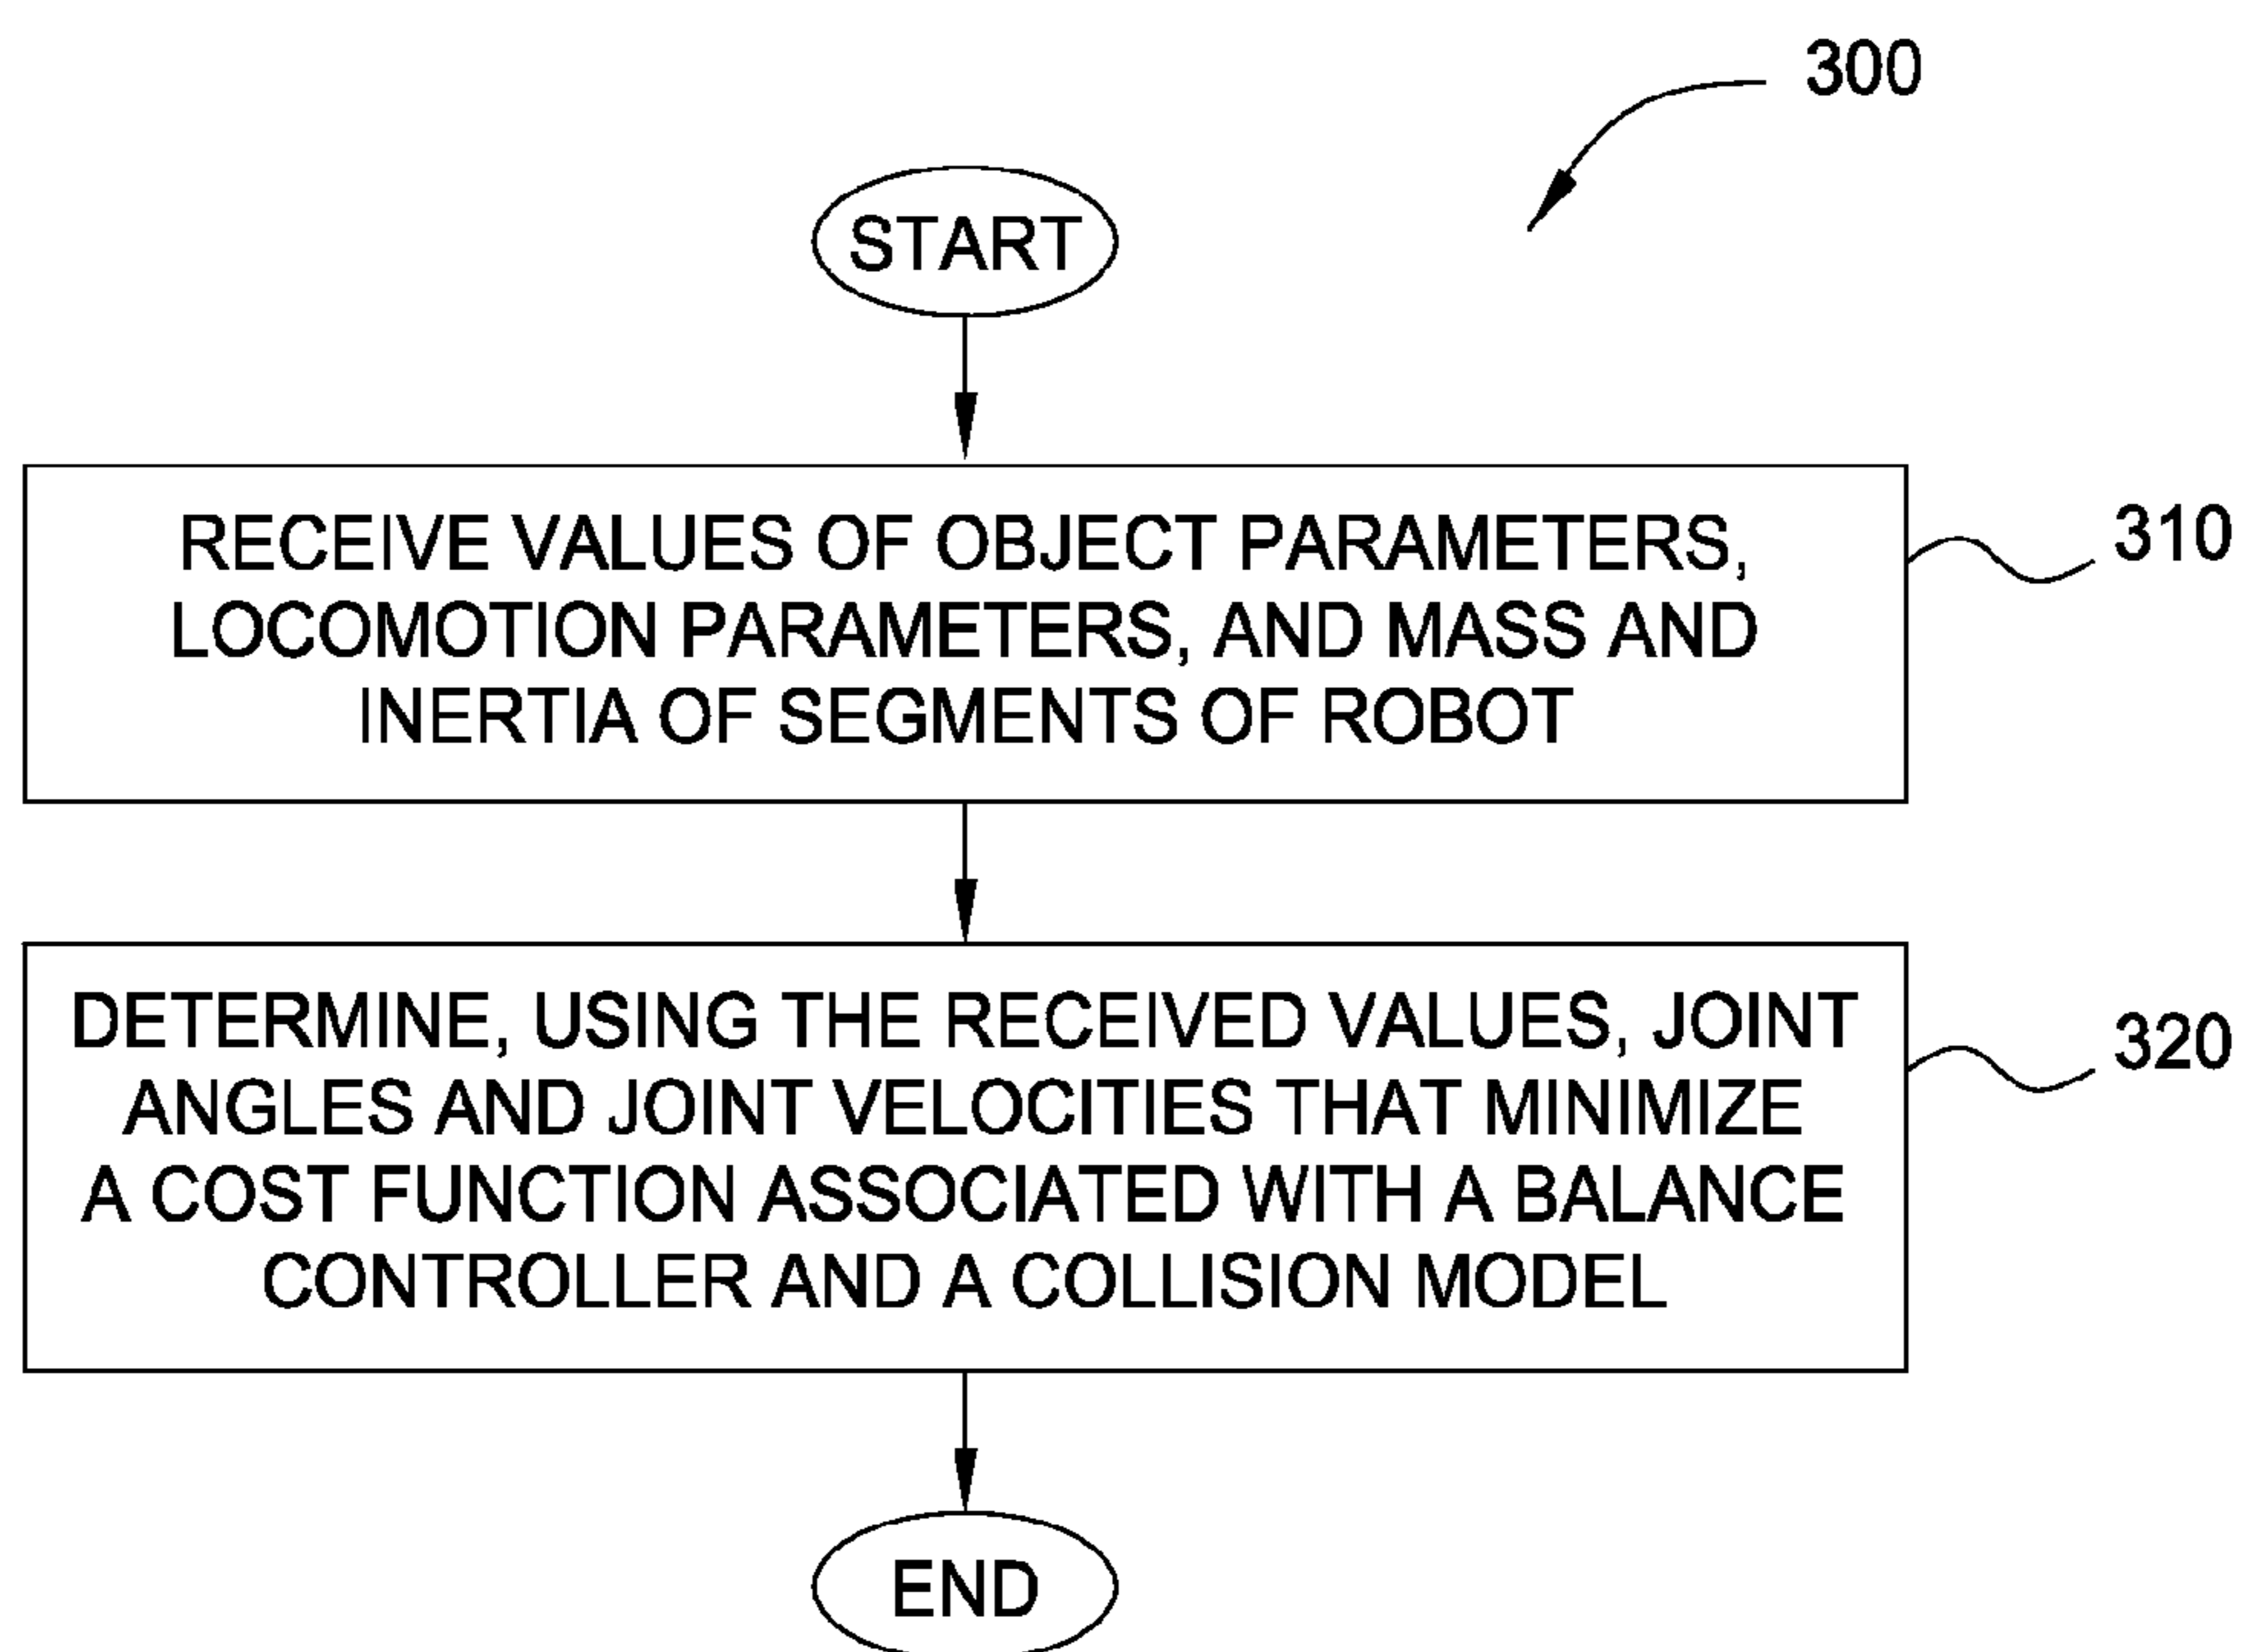 300
START
RECEIVE VALUES OF OBJECT PARAMETERS,
LOCOMOTION PARAMETERS, AND MASS AND
INERTIA OF SEGMENTS OF ROBOT
310
DETERMINE, USING THE RECEIVED VALUES, JOINT
ANGLES AND JOINT VELOCITIES THAT MINIMIZE
A COST FUNCTION ASSOCIATED WITH A BALANCE
CONTROLLER AND A COLLISION MODEL
320
END